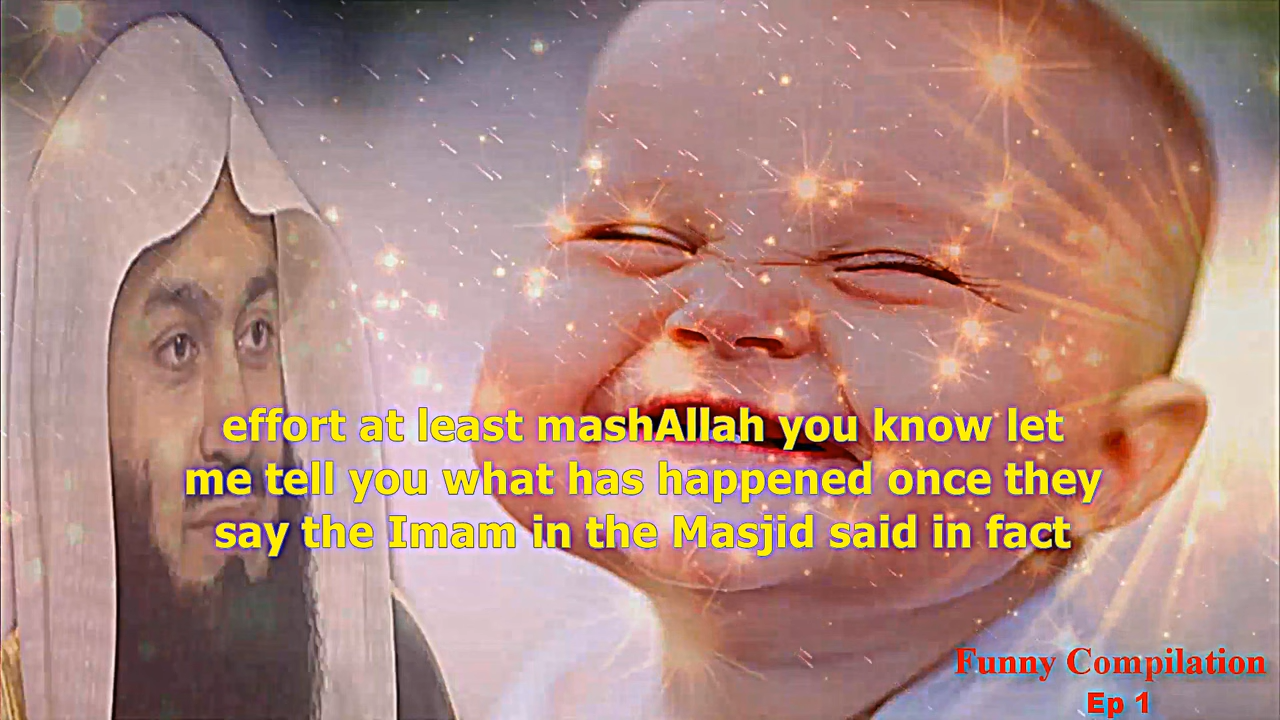 effort at least mashAllah you know let
me tell you what has happened once they
say the Imam in the Masjid said in fact
Funny Compilation
Ep 1